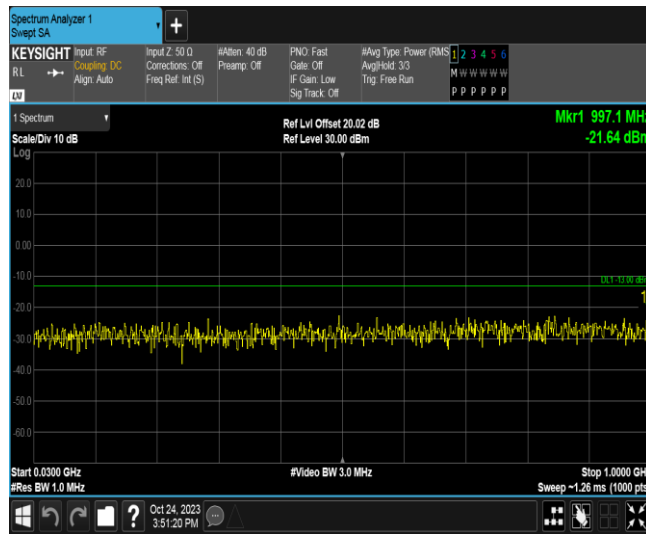 Spectrum Analyzer 1
Swept SA
+
KEYSIGHT
RL
LXI
Input: RF
Coupling: DC
Align: Auto
Input Z: 50 Ω
Corrections: Off
Freq Ref: Int (S)
#Atten: 40 dB
Preamp: Off
PNO: Fast
Gate: Off
IF Gain: Low
Sig Track: Off
#Avg Type: Power (RMS
Avg|Hold: 3/3
Trig: Free Run
1 2 3 4 5 6
M W W W W W
P P P P P P
1 Spectrum
Scale/Div 10 dB
Log
Ref Lvl Offset 20.02 dB
Ref Level 30.00 dBm
Mkr1 997.1 MHz
-21.64 dBm
20.0
10.0
0.00
-10.0
DL1 -13.00 dBm
1
-20.0
-30.0
-40.0
-50.0
-60.0
Start 0.0300 GHz
#Res BW 1.0 MHz
#Video BW 3.0 MHz
Stop 1.0000 GH
Sweep ~1.26 ms (1000 pts
?
Oct 24, 2023
3:51:20 PM